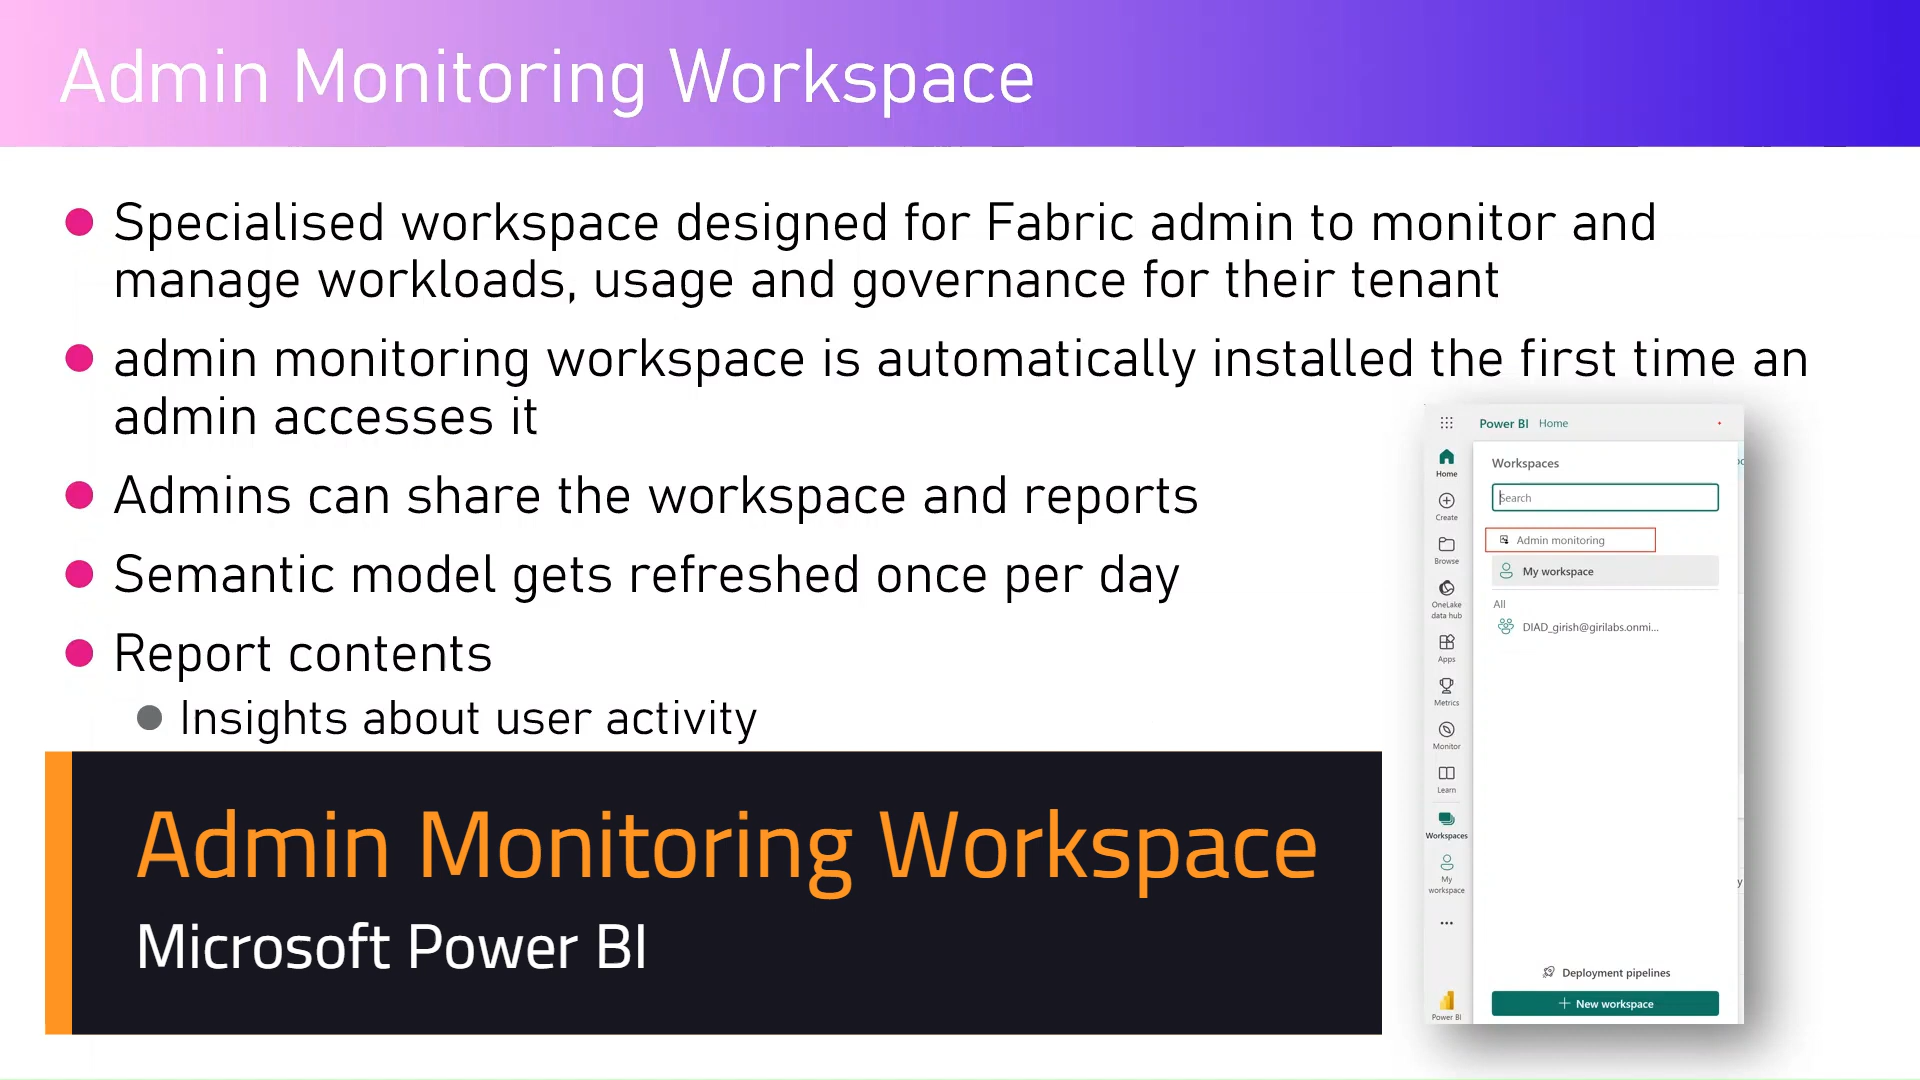 Admin Monitoring Workspace
Specialised workspace designed for Fabric admin to monitor and
manage workloads, usage and governance for their tenant
admin monitoring workspace is automatically installed the first time an
admin accesses it
Admins can share the workspace and reports
Semantic model gets refreshed once per day
Report contents
Insights about user activity
Admin Monitoring Workspace
Microsoft Power BI
Power BI Home
Home
Create
Browse
OneLake
data hub
Apps
Metrics
Monitor
Learn
Workspaces
My
workspace
Power BI
Workspaces
Search
Admin monitoring
My workspace
All
DIAD_girish@girilabs.onmi...
Deployment pipelines
New workspace